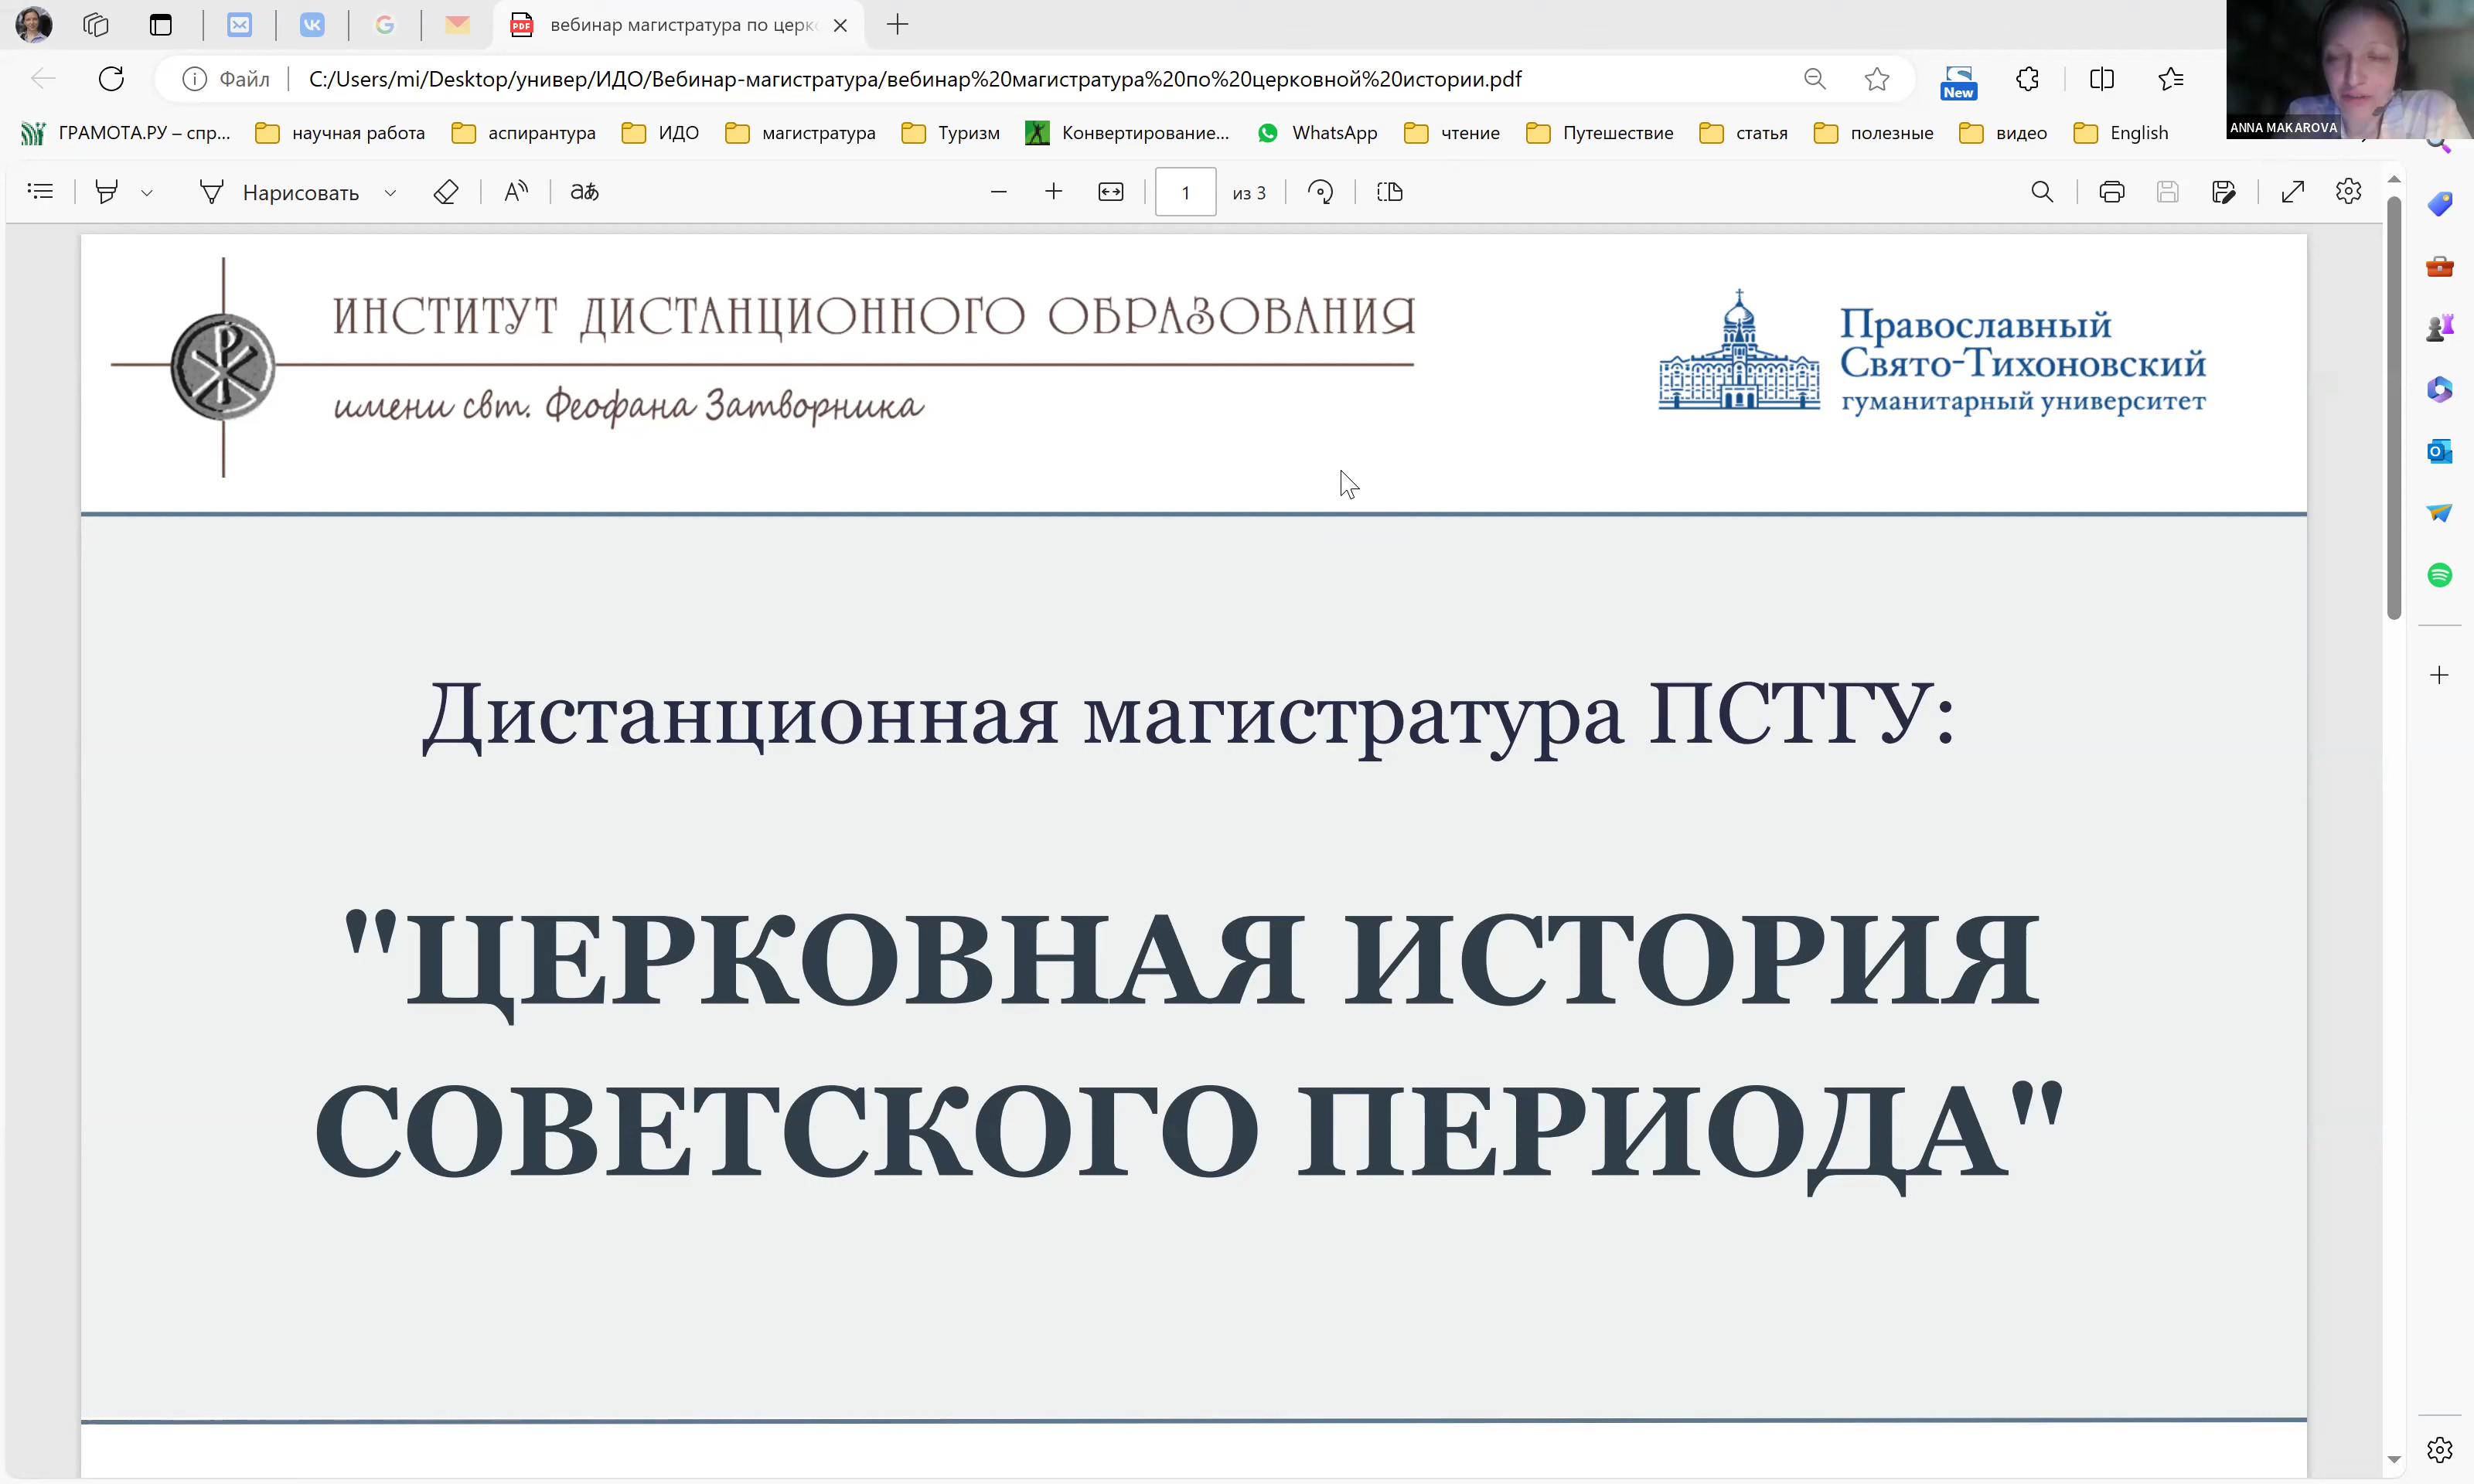 вебинар магистратура по церк
Файл
C:/Users/mi/Desktop/универ/ИДО/Вебинар-магистратура/вебинар%20магистратура%20по%20церковной%20истории.pdf
New
ANNA MAKAROVA
ГРАМОТА.РУ – спр...
научная работа
аспирантура
ИДО
магистратура
Туризм
Конвертирование...
WhatsApp
чтение
Путешествие
статья
полезные
видео
English
Нарисовать
1 из 3
ИНСТИТУТ ДИСТАНЦИОННОГО ОБРАЗОВАНИЯ
имени свт. Феофана Затворника
Православный
Свято-Тихоновский
гуманитарный университет
Дистанционная магистратура ПСТГУ:
"ЦЕРКОВНАЯ ИСТОРИЯ
СОВЕТСКОГО ПЕРИОДА"